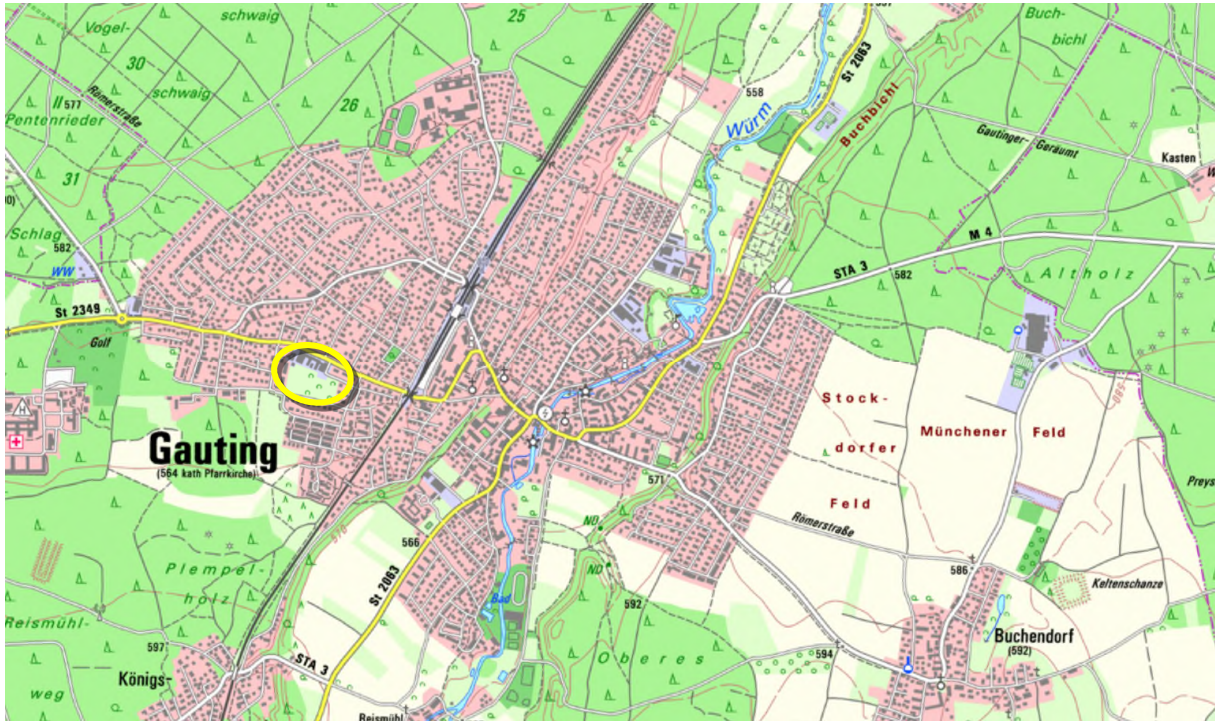 schwaig
Vogel-
25
Buch-
bichl
30
schwaig
II 577
Pentenrieder
Römerstraße
26
31
558
Würm
St 2063
Buchbichl
Gautinger-
Geräumt
Kasten
Schlag
582
WW
M 4
STA 3
582
Altholz
St 2349
Golf
Stock-
dorfer
Feld
Münchener Feld
Gauting
(564 kath Pfarrkirche)
571
570
Römerstraße
566
St 2063
ND
ND
586
Keltenschanze
Plempel-
holz
Reismühl-
597
weg
Königs-
STA 3
Bad
592
Oberes
594
Buchendorf
(592)
Reismühl